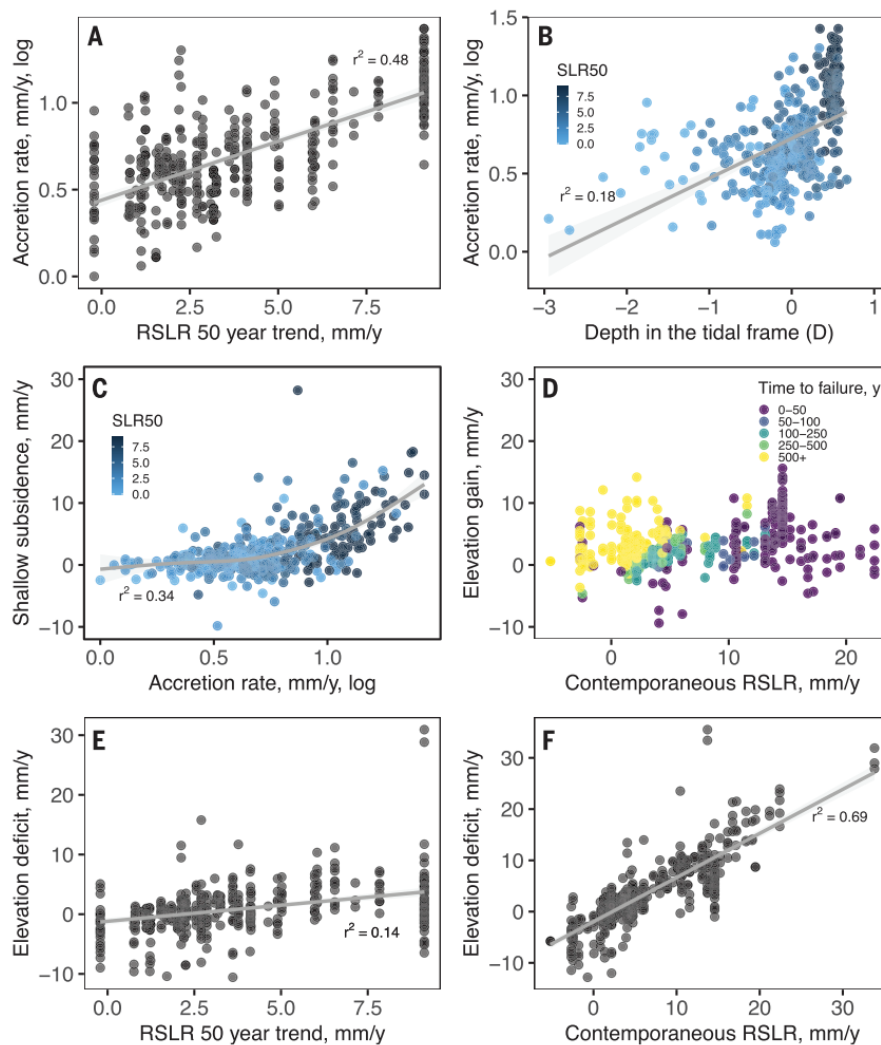 A
r² = 0.48
Accretion rate, mm/y, log
1.0
0.5
0.0
0.0 2.5 5.0 7.5
RSLR 50 year trend, mm/y
B
SLR50
7.5
5.0
2.5
0.0
r² = 0.18
Accretion rate, mm/y, log
1.5
1.0
0.5
0.0
−3 −2 −1 0 1
Depth in the tidal frame (D)
C
SLR50
7.5
5.0
2.5
0.0
r² = 0.34
Shallow subsidence, mm/y
30
20
10
0
−10
0.0 0.5 1.0
Accretion rate, mm/y, log
D
Time to failure, y
0−50
50−100
100−250
250−500
500+
Elevation gain, mm/y
30
20
10
0
−10
0 10 20
Contemporaneous RSLR, mm/y
E
r² = 0.14
Elevation deficit, mm/y
30
20
10
0
−10
0.0 2.5 5.0 7.5
RSLR 50 year trend, mm/y
F
r² = 0.69
Elevation deficit, mm/y
30
20
10
0
−10
0 10 20 30
Contemporaneous RSLR, mm/y